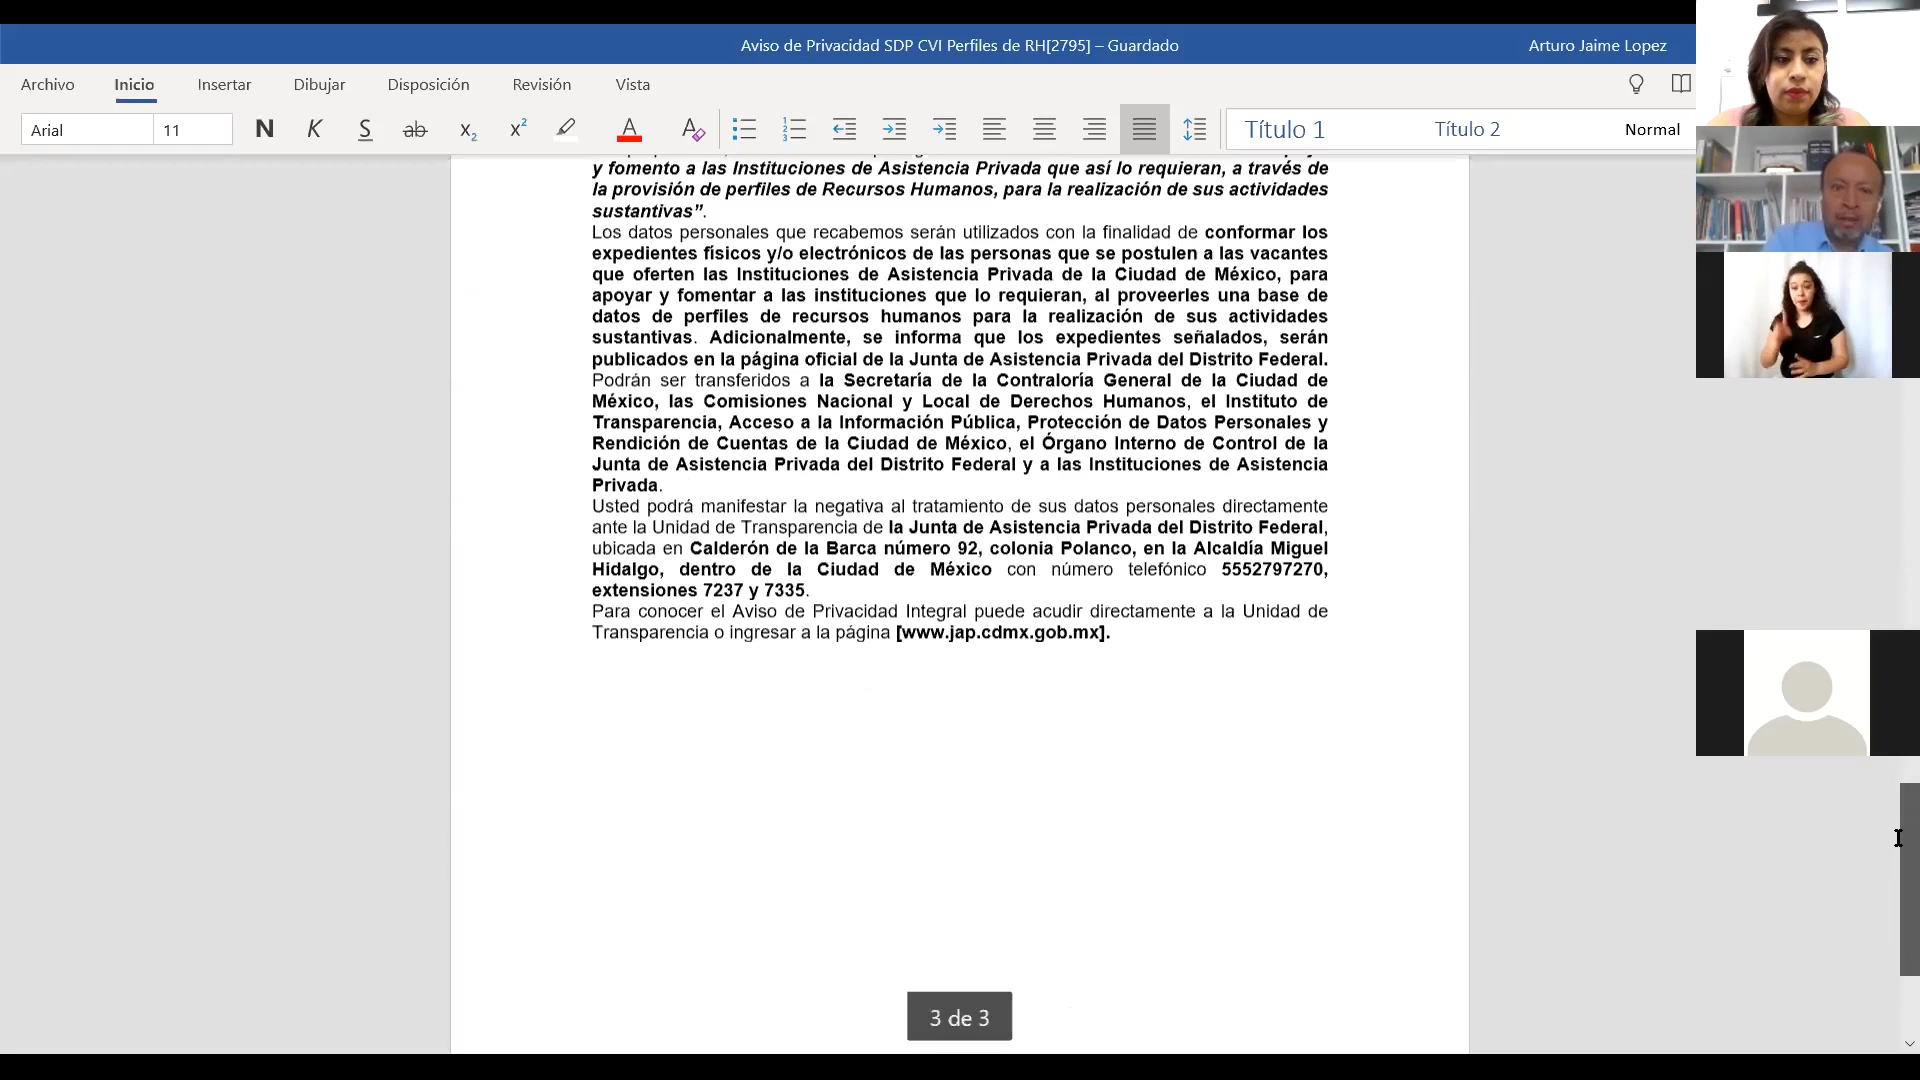 Aviso de Privacidad SDP CVI Perfiles de RH[2795] – Guardado
Arturo Jaime Lopez
Archivo Inicio Insertar Dibujar Disposición Revisión Vista
Arial 11 N K S ab x₂ x² A A Título 1 Título 2 Normal
y fomento a las Instituciones de Asistencia Privada que así lo requieran, a través de
la provisión de perfiles de Recursos Humanos, para la realización de sus actividades
sustantivas”.
Los datos personales que recabemos serán utilizados con la finalidad de conformar los
expedientes físicos y/o electrónicos de las personas que se postulen a las vacantes
que oferten las Instituciones de Asistencia Privada de la Ciudad de México, para
apoyar y fomentar a las instituciones que lo requieran, al proveerles una base de
datos de perfiles de recursos humanos para la realización de sus actividades
sustantivas. Adicionalmente, se informa que los expedientes señalados, serán
publicados en la página oficial de la Junta de Asistencia Privada del Distrito Federal.
Podrán ser transferidos a la Secretaría de la Contraloría General de la Ciudad de
México, las Comisiones Nacional y Local de Derechos Humanos, el Instituto de
Transparencia, Acceso a la Información Pública, Protección de Datos Personales y
Rendición de Cuentas de la Ciudad de México, el Órgano Interno de Control de la
Junta de Asistencia Privada del Distrito Federal y a las Instituciones de Asistencia
Privada.
Usted podrá manifestar la negativa al tratamiento de sus datos personales directamente
ante la Unidad de Transparencia de la Junta de Asistencia Privada del Distrito Federal,
ubicada en Calderón de la Barca número 92, colonia Polanco, en la Alcaldía Miguel
Hidalgo, dentro de la Ciudad de México con número telefónico 5552797270,
extensiones 7237 y 7335.
Para conocer el Aviso de Privacidad Integral puede acudir directamente a la Unidad de
Transparencia o ingresar a la página [www.jap.cdmx.gob.mx].
3 de 3